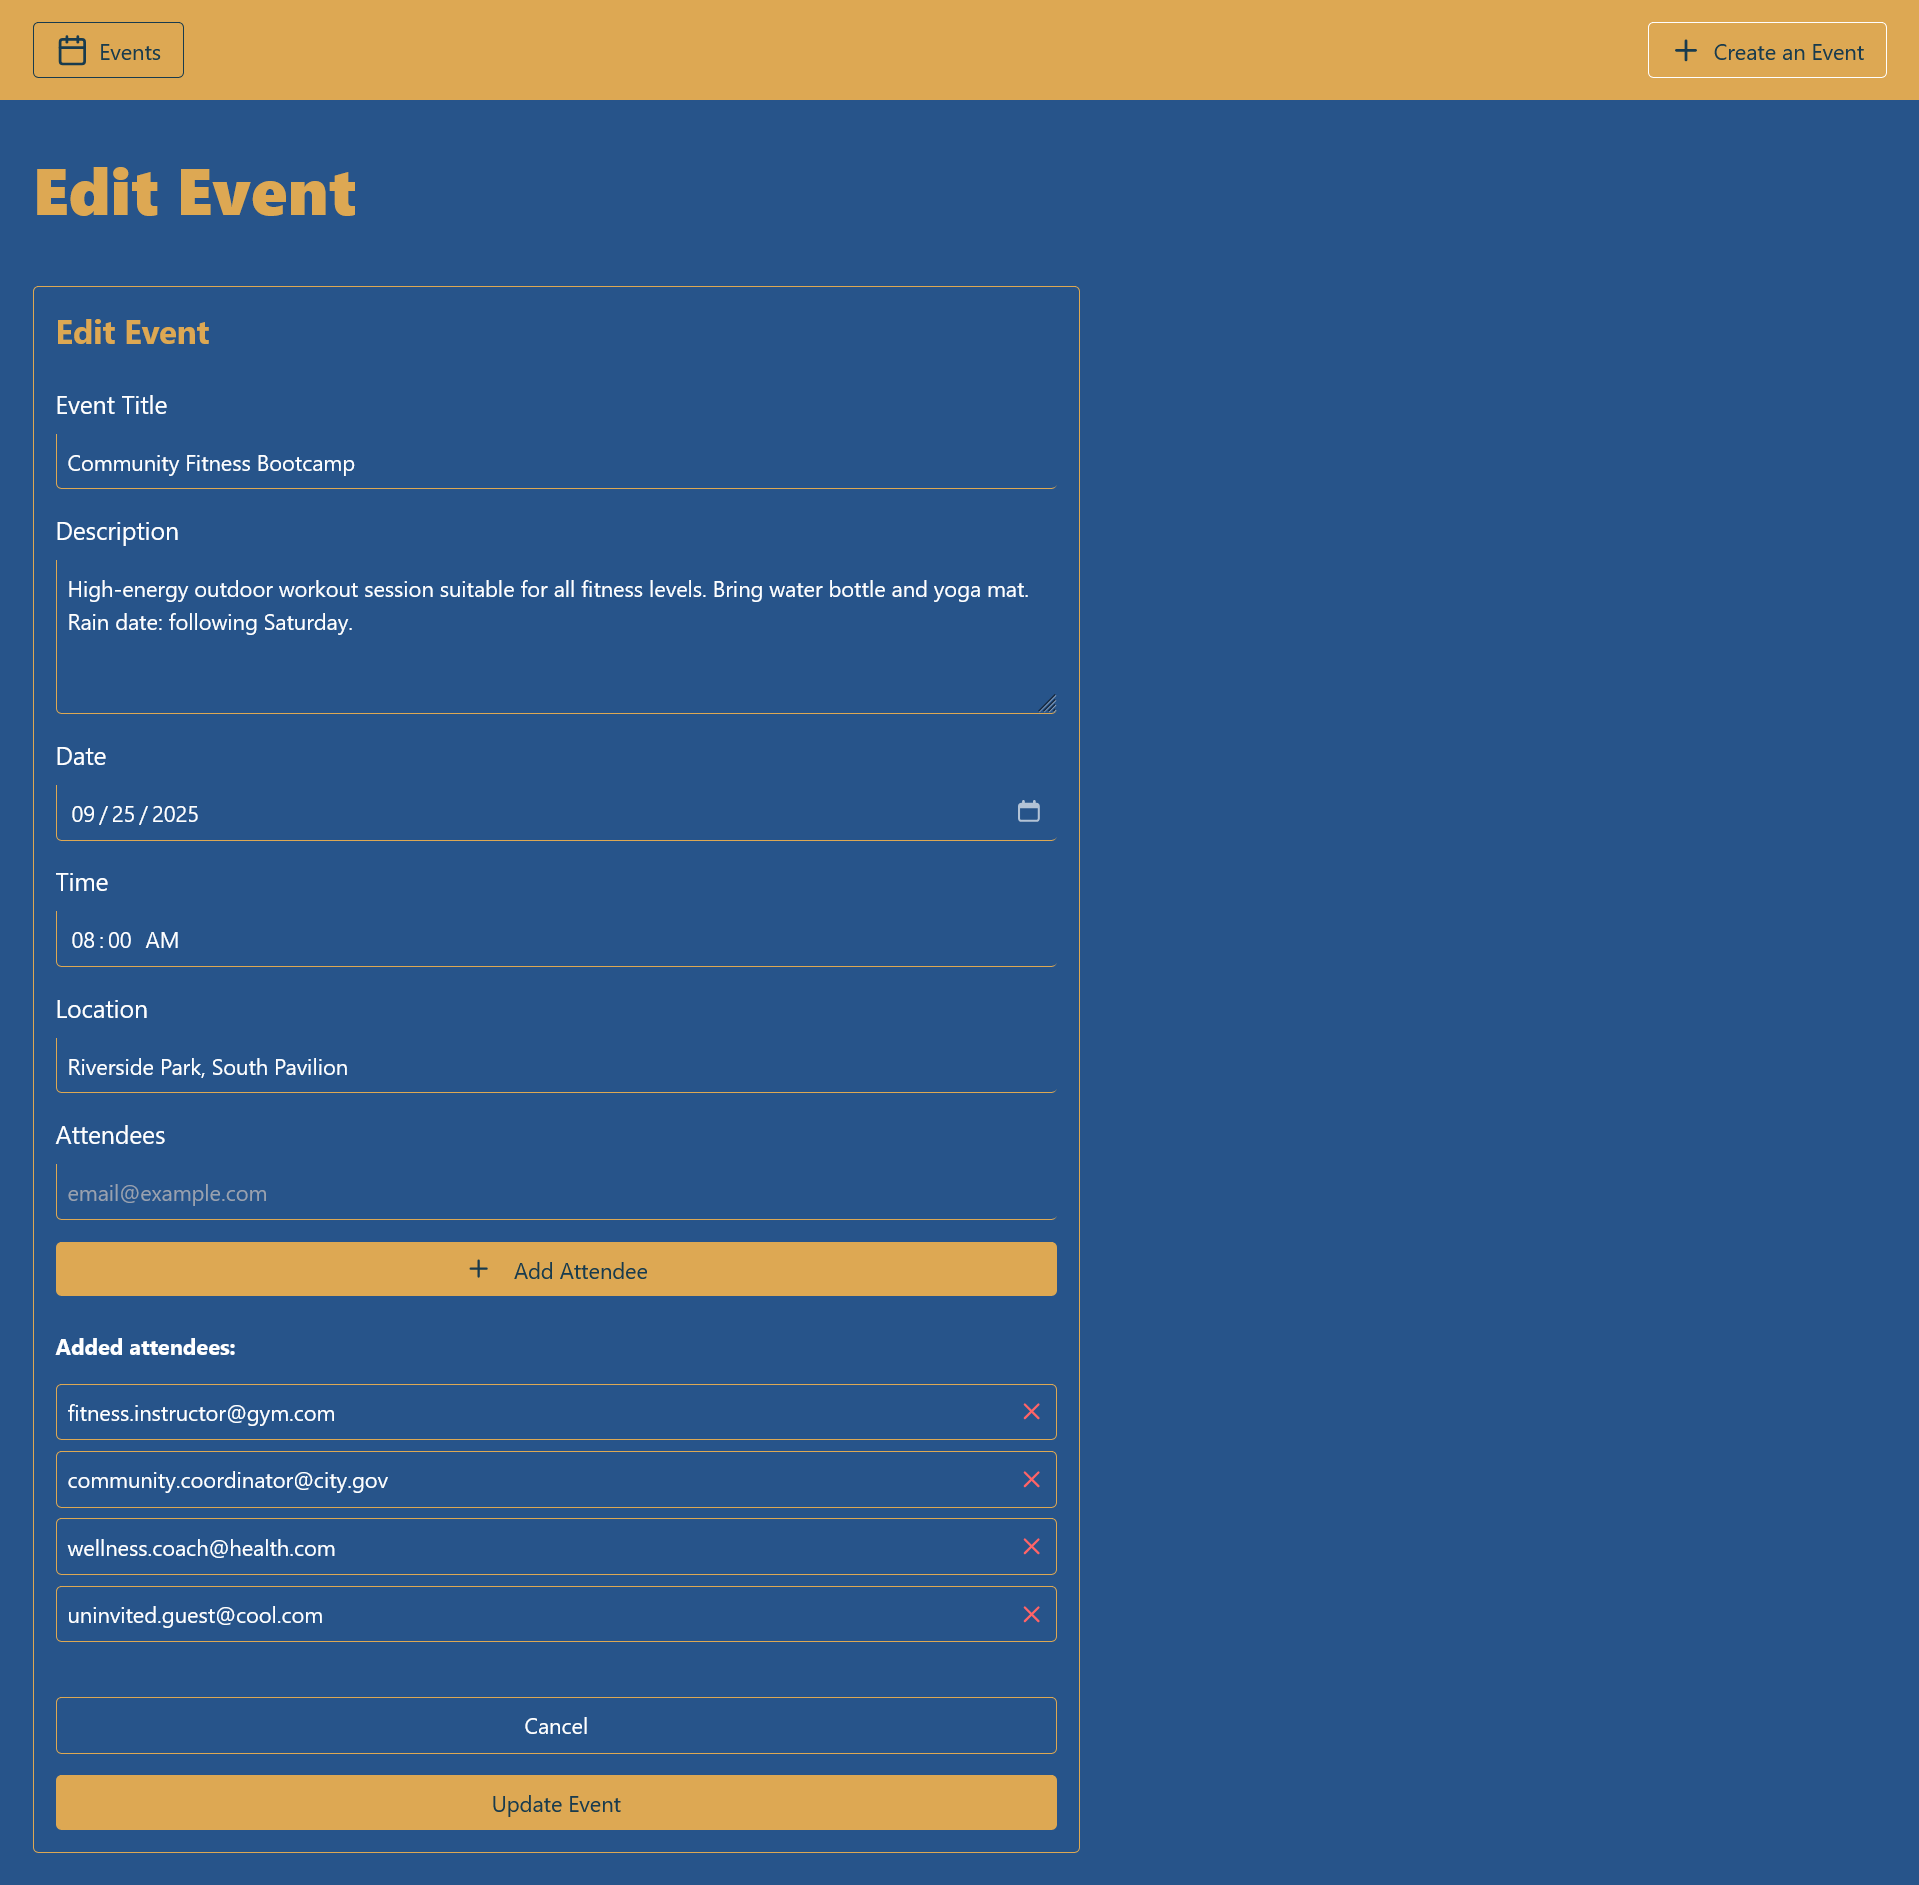 Events
Create an Event
Edit Event
Edit Event
Event Title
Community Fitness Bootcamp
Description
High-energy outdoor workout session suitable for all fitness levels. Bring water bottle and yoga mat.
Rain date: following Saturday.
Date
09/25/2025
Time
08:00 AM
Location
Riverside Park, South Pavilion
Attendees
email@example.com
Add Attendee
Added attendees:
fitness.instructor@gym.com
community.coordinator@city.gov
wellness.coach@health.com
uninvited.guest@cool.com
Cancel
Update Event